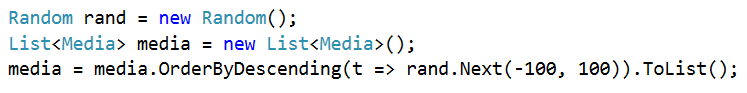 Random rand = new Random();
List<Media> media = new List<Media>();
media = media.OrderByDescending(t => rand.Next(-100, 100)).ToList();